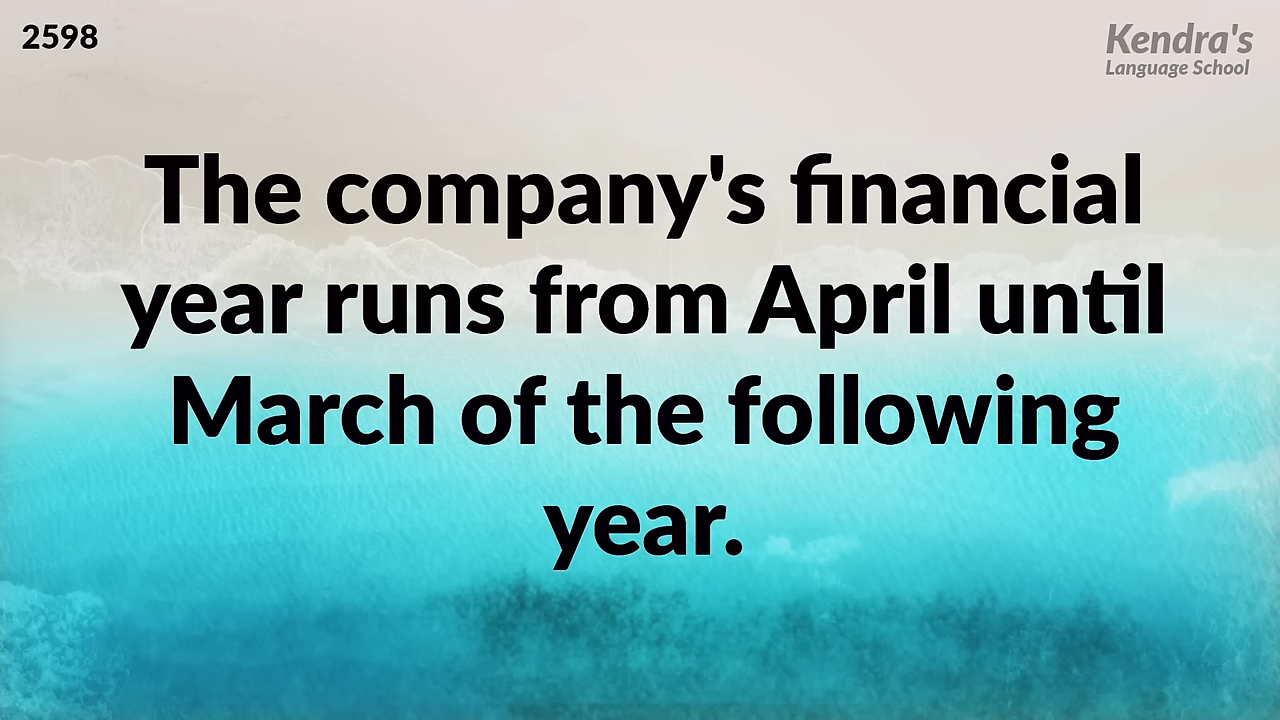 2598
Kendra's
Language School
The company's financial
year runs from April until
March of the following
year.